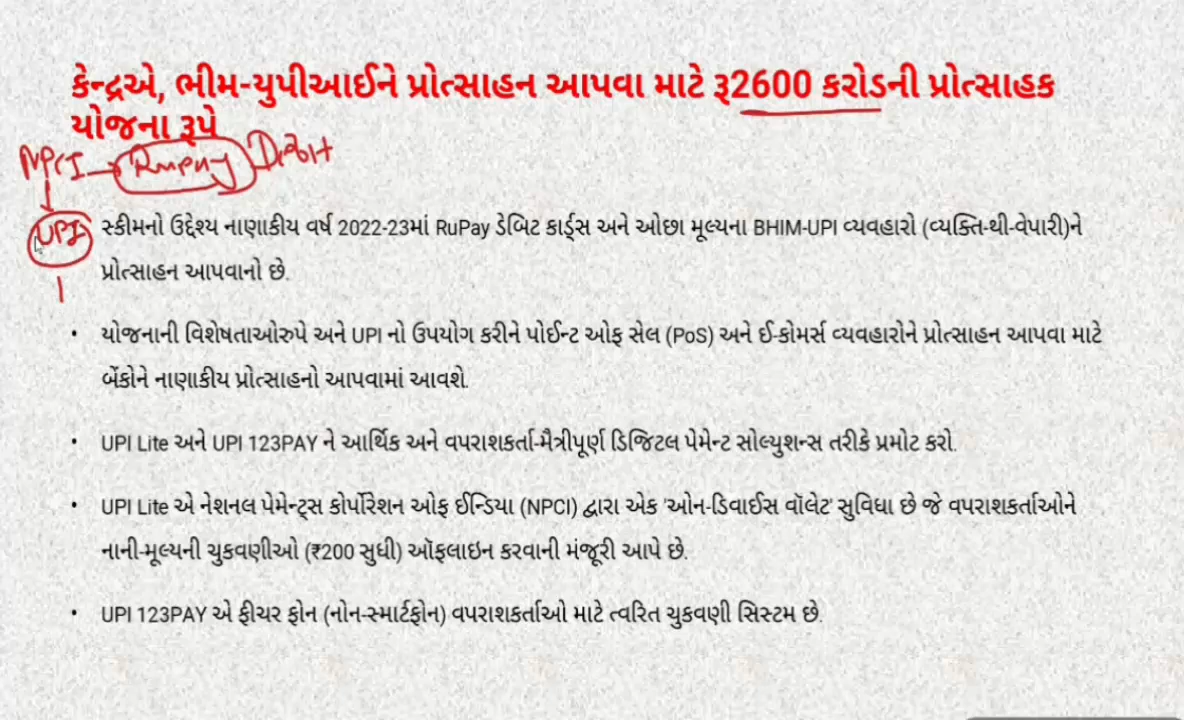 કેન્દ્રએ, ભીમ-યુપીઆઈને પ્રોત્સાહન આપવા માટે રૂ2600 કરોડની પ્રોત્સાહક
યોજના રૂપે
NPCI → RuPay Debit
UPI
સ્કીમનો ઉદ્દેશ્ય નાણાકીય વર્ષ 2022-23માં RuPay ડેબિટ કાર્ડ્સ અને ઓછા મૂલ્યના BHIM-UPI વ્યવહારો (વ્યક્તિ-થી-વેપારી)ને
પ્રોત્સાહન આપવાનો છે.
• યોજનાની વિશેષતાઓરુપે અને UPI નો ઉપયોગ કરીને પોઈન્ટ ઓફ સેલ (PoS) અને ઈ-કોમર્સ વ્યવહારોને પ્રોત્સાહન આપવા માટે
બેંકોને નાણાકીય પ્રોત્સાહનો આપવામાં આવશે.
• UPI Lite અને UPI 123PAY ને આર્થિક અને વપરાશકર્તા-મૈત્રીપૂર્ણ ડિજિટલ પેમેન્ટ સોલ્યુશન્સ તરીકે પ્રમોટ કરો.
• UPI Lite એ નેશનલ પેમેન્ટ્સ કોર્પોરેશન ઓફ ઈન્ડિયા (NPCI) દ્વારા એક 'ઓન-ડિવાઈસ વૉલેટ' સુવિધા છે જે વપરાશકર્તાઓને
નાની-મૂલ્યની ચુકવણીઓ (₹200 સુધી) ઑફલાઇન કરવાની મંજૂરી આપે છે.
• UPI 123PAY એ ફીચર ફોન (નોન-સ્માર્ટફોન) વપરાશકર્તાઓ માટે ત્વરિત ચુકવણી સિસ્ટમ છે.